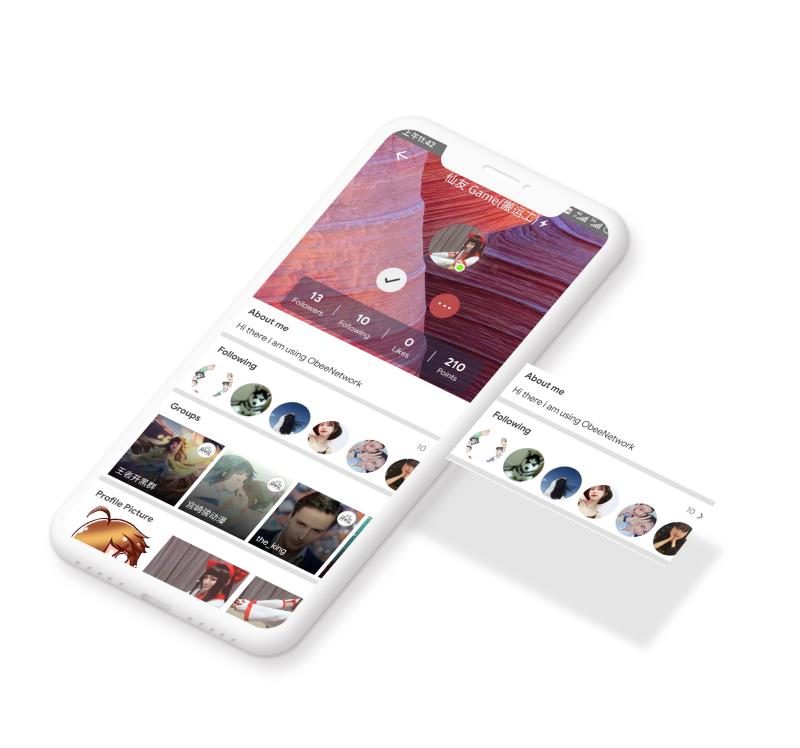 上午11:42
仙友 Game(搬运工)
13
Followers
10
Following
0
Likes
210
Points
About me
Hi there I am using ObeeNetwork
Following
10
Groups
王者开黑群
宫崎骏动漫
the_king
Profile Picture
About me
Hi there I am using ObeeNetwork
Following
10